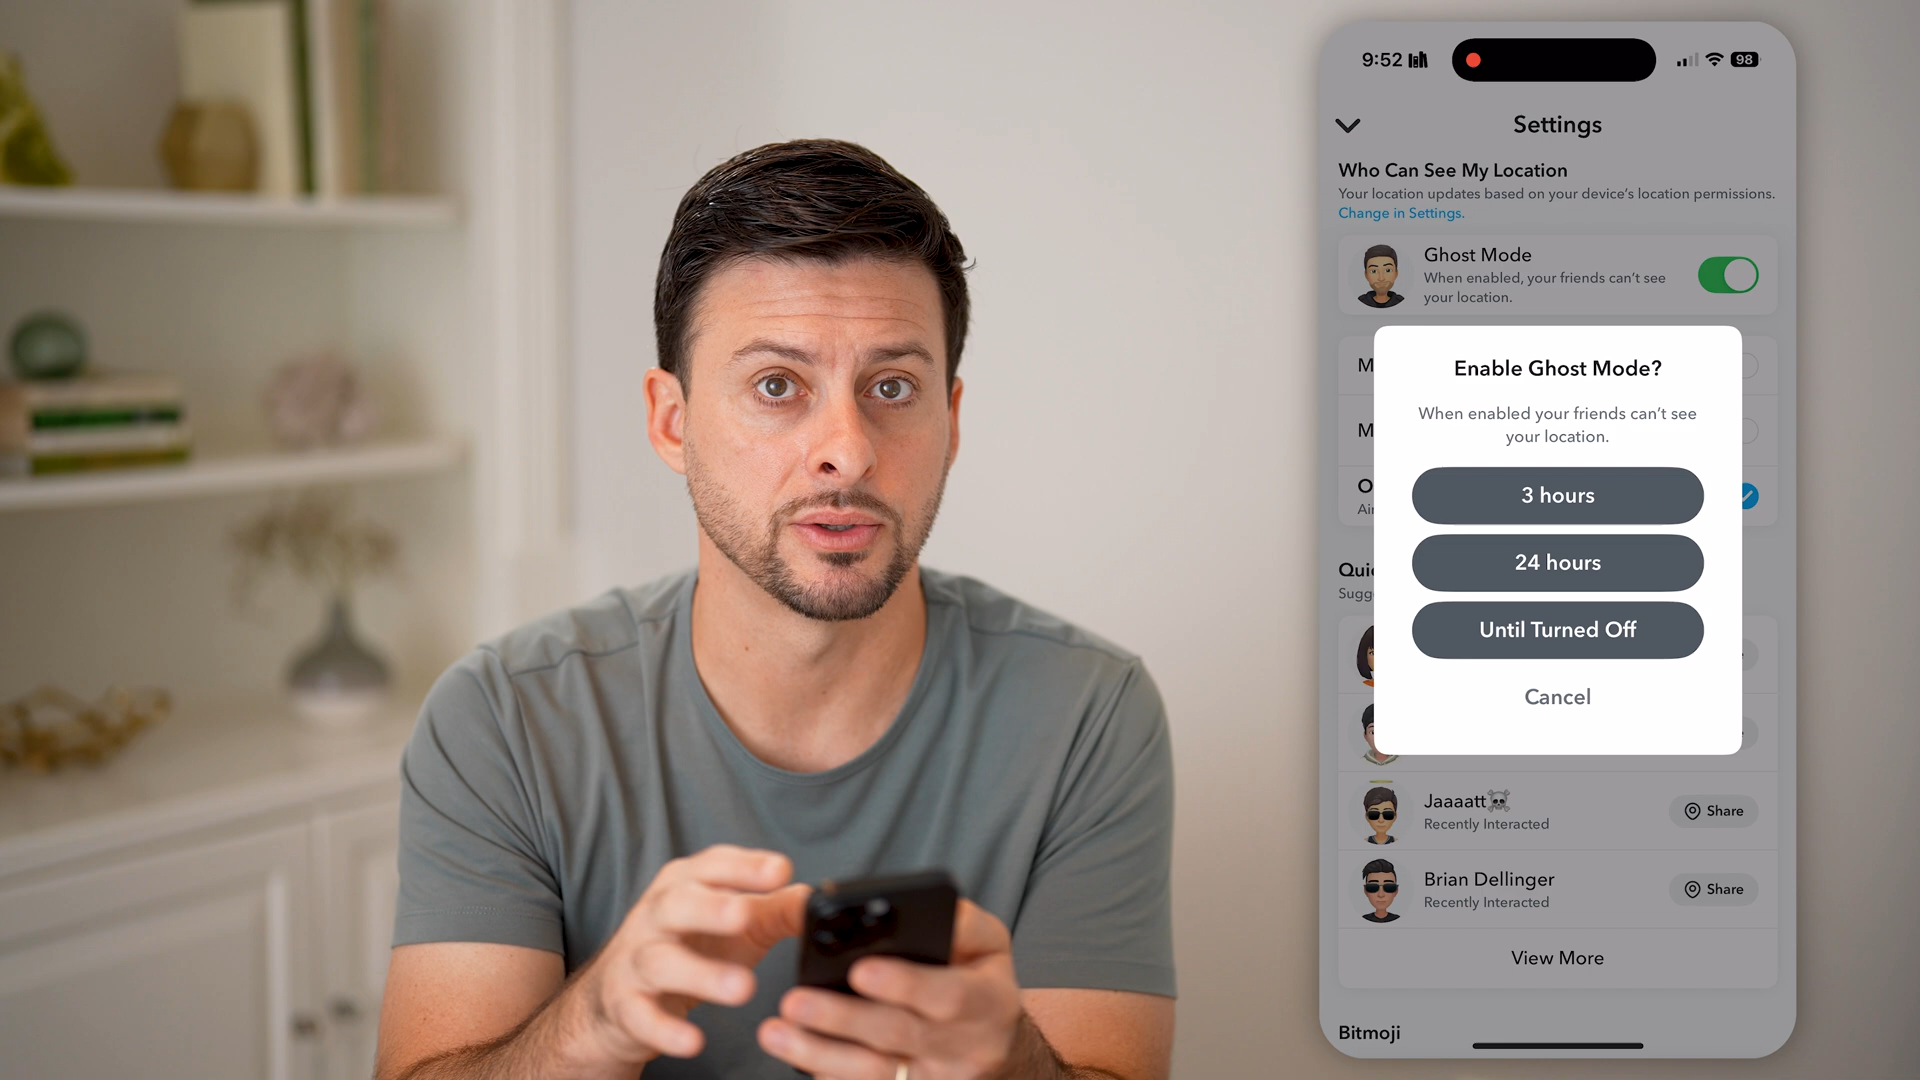 9:52
98
Settings
Who Can See My Location
Your location updates based on your device's location permissions.
Change in Settings.
Ghost Mode
When enabled, your friends can't see
your location.
Enable Ghost Mode?
When enabled your friends can't see
your location.
3 hours
24 hours
Until Turned Off
Cancel
Jaaaatt☠️
Recently Interacted
Share
Brian Dellinger
Recently Interacted
Share
View More
Bitmoji